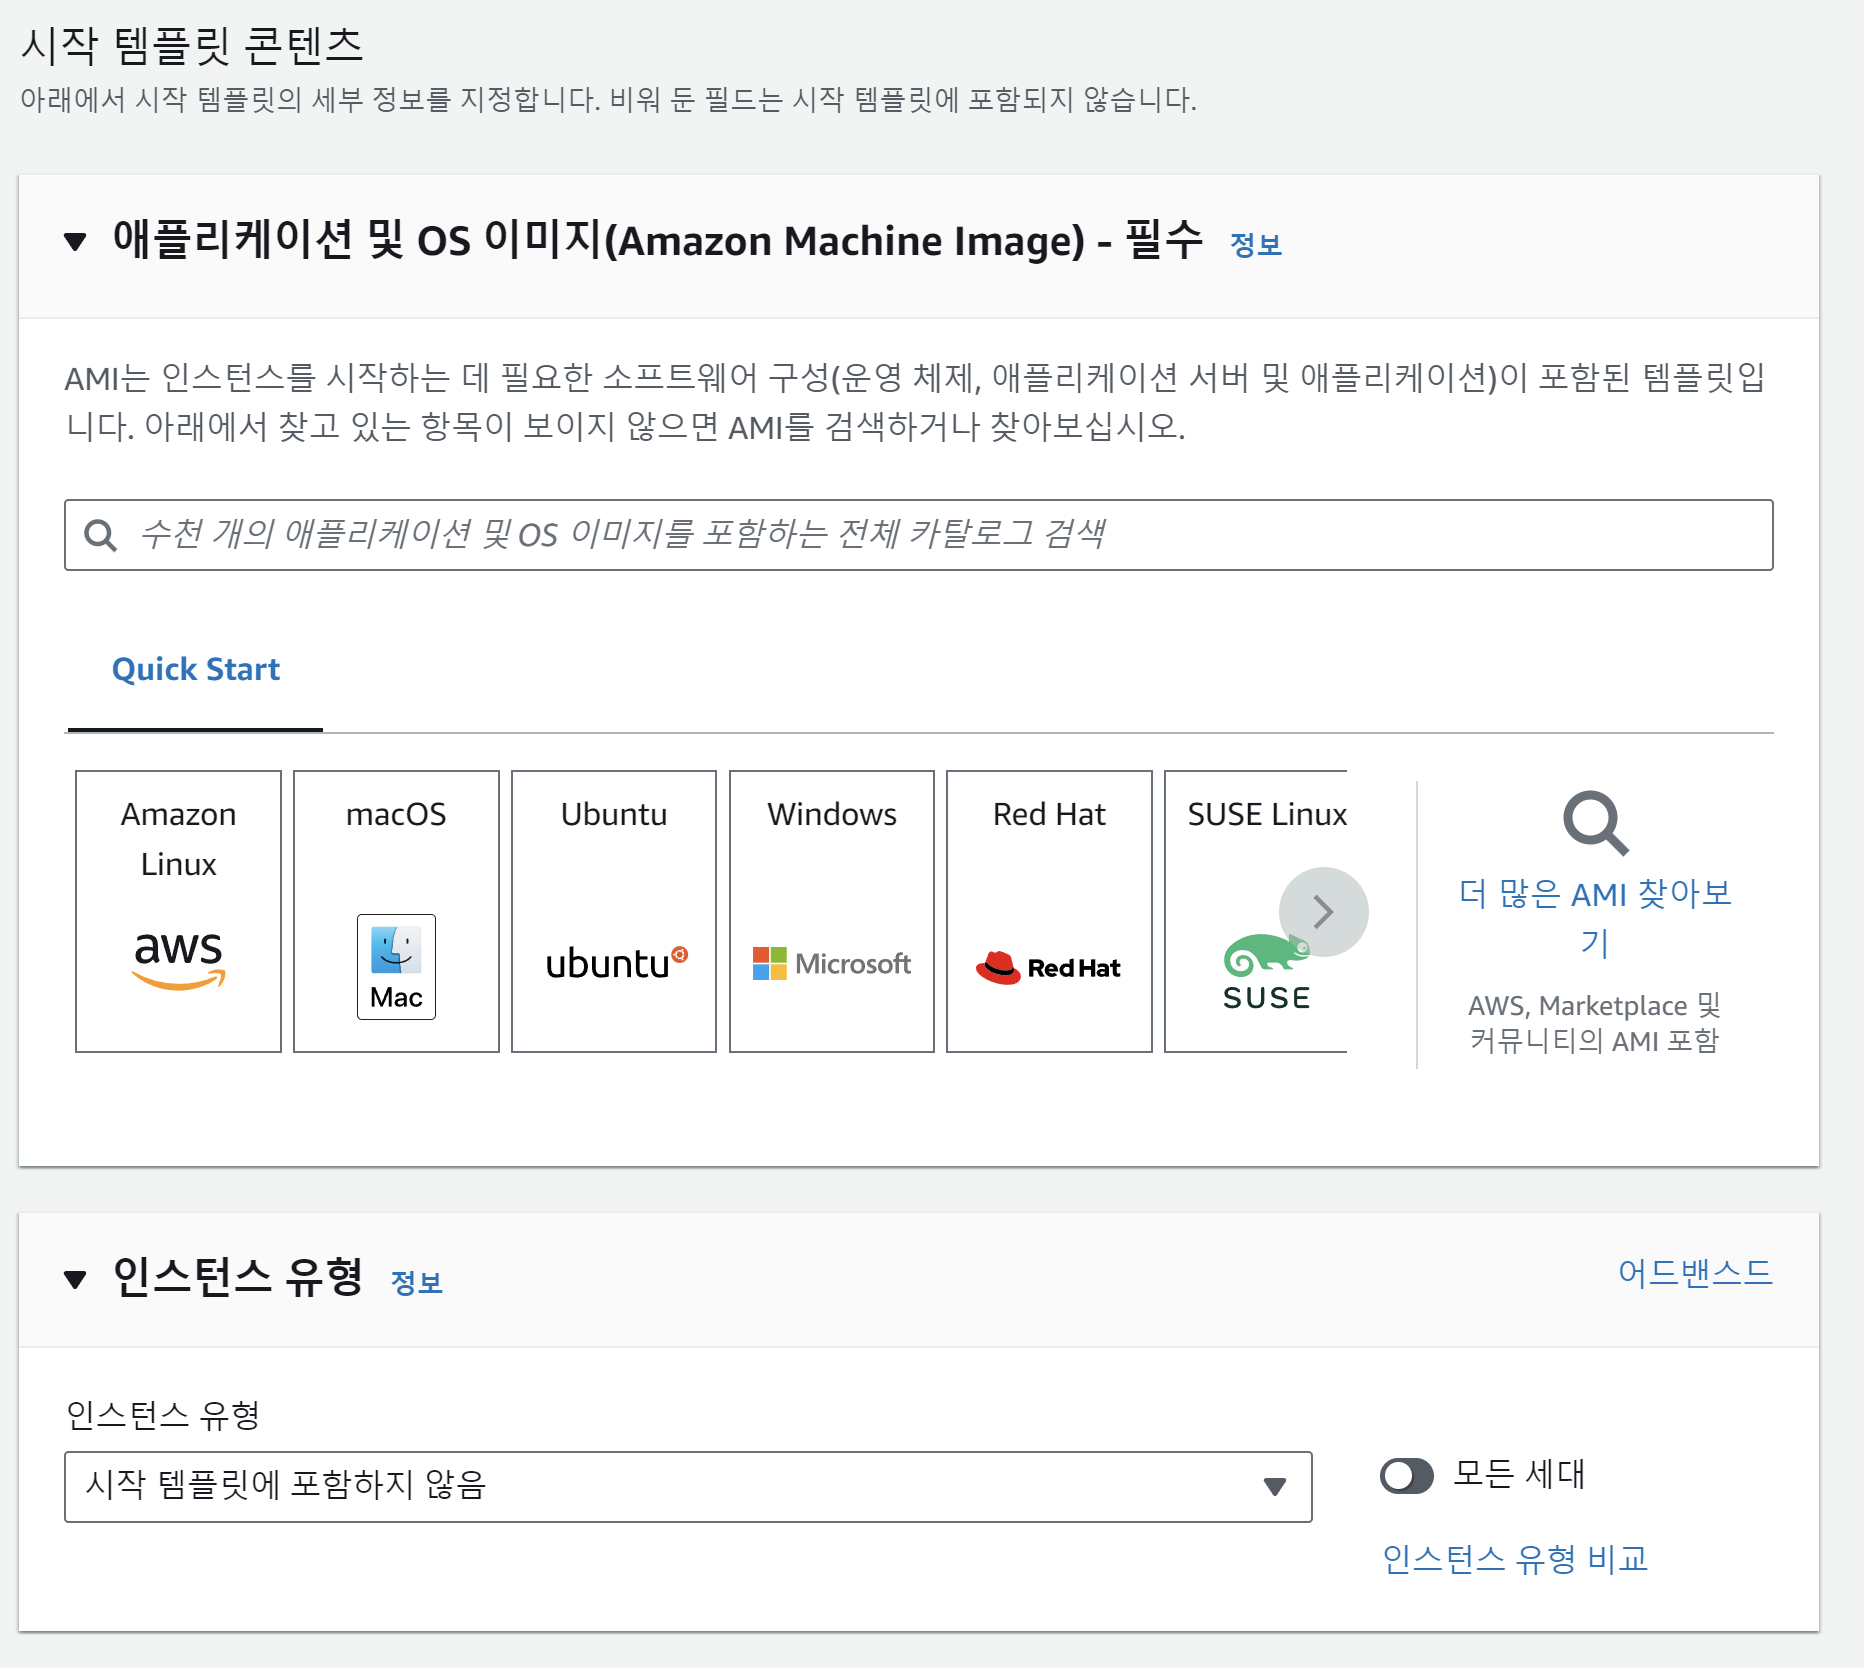 시작 템플릿 콘텐츠
아래에서 시작 템플릿의 세부 정보를 지정합니다. 비워 둔 필드는 시작 템플릿에 포함되지 않습니다.
애플리케이션 및 OS 이미지(Amazon Machine Image) - 필수 정보
AMI는 인스턴스를 시작하는 데 필요한 소프트웨어 구성(운영 체제, 애플리케이션 서버 및 애플리케이션)이 포함된 템플릿입
니다. 아래에서 찾고 있는 항목이 보이지 않으면 AMI를 검색하거나 찾아보십시오.
수천 개의 애플리케이션 및 OS 이미지를 포함하는 전체 카탈로그 검색
Quick Start
Amazon
Linux
aws
macOS
Mac
Ubuntu
ubuntu
Windows
Microsoft
Red Hat
Red Hat
SUSE Linux
SUSE
더 많은 AMI 찾아보
기
AWS, Marketplace 및
커뮤니티의 AMI 포함
인스턴스 유형 정보
어드밴스드
인스턴스 유형
시작 템플릿에 포함하지 않음
모든 세대
인스턴스 유형 비교